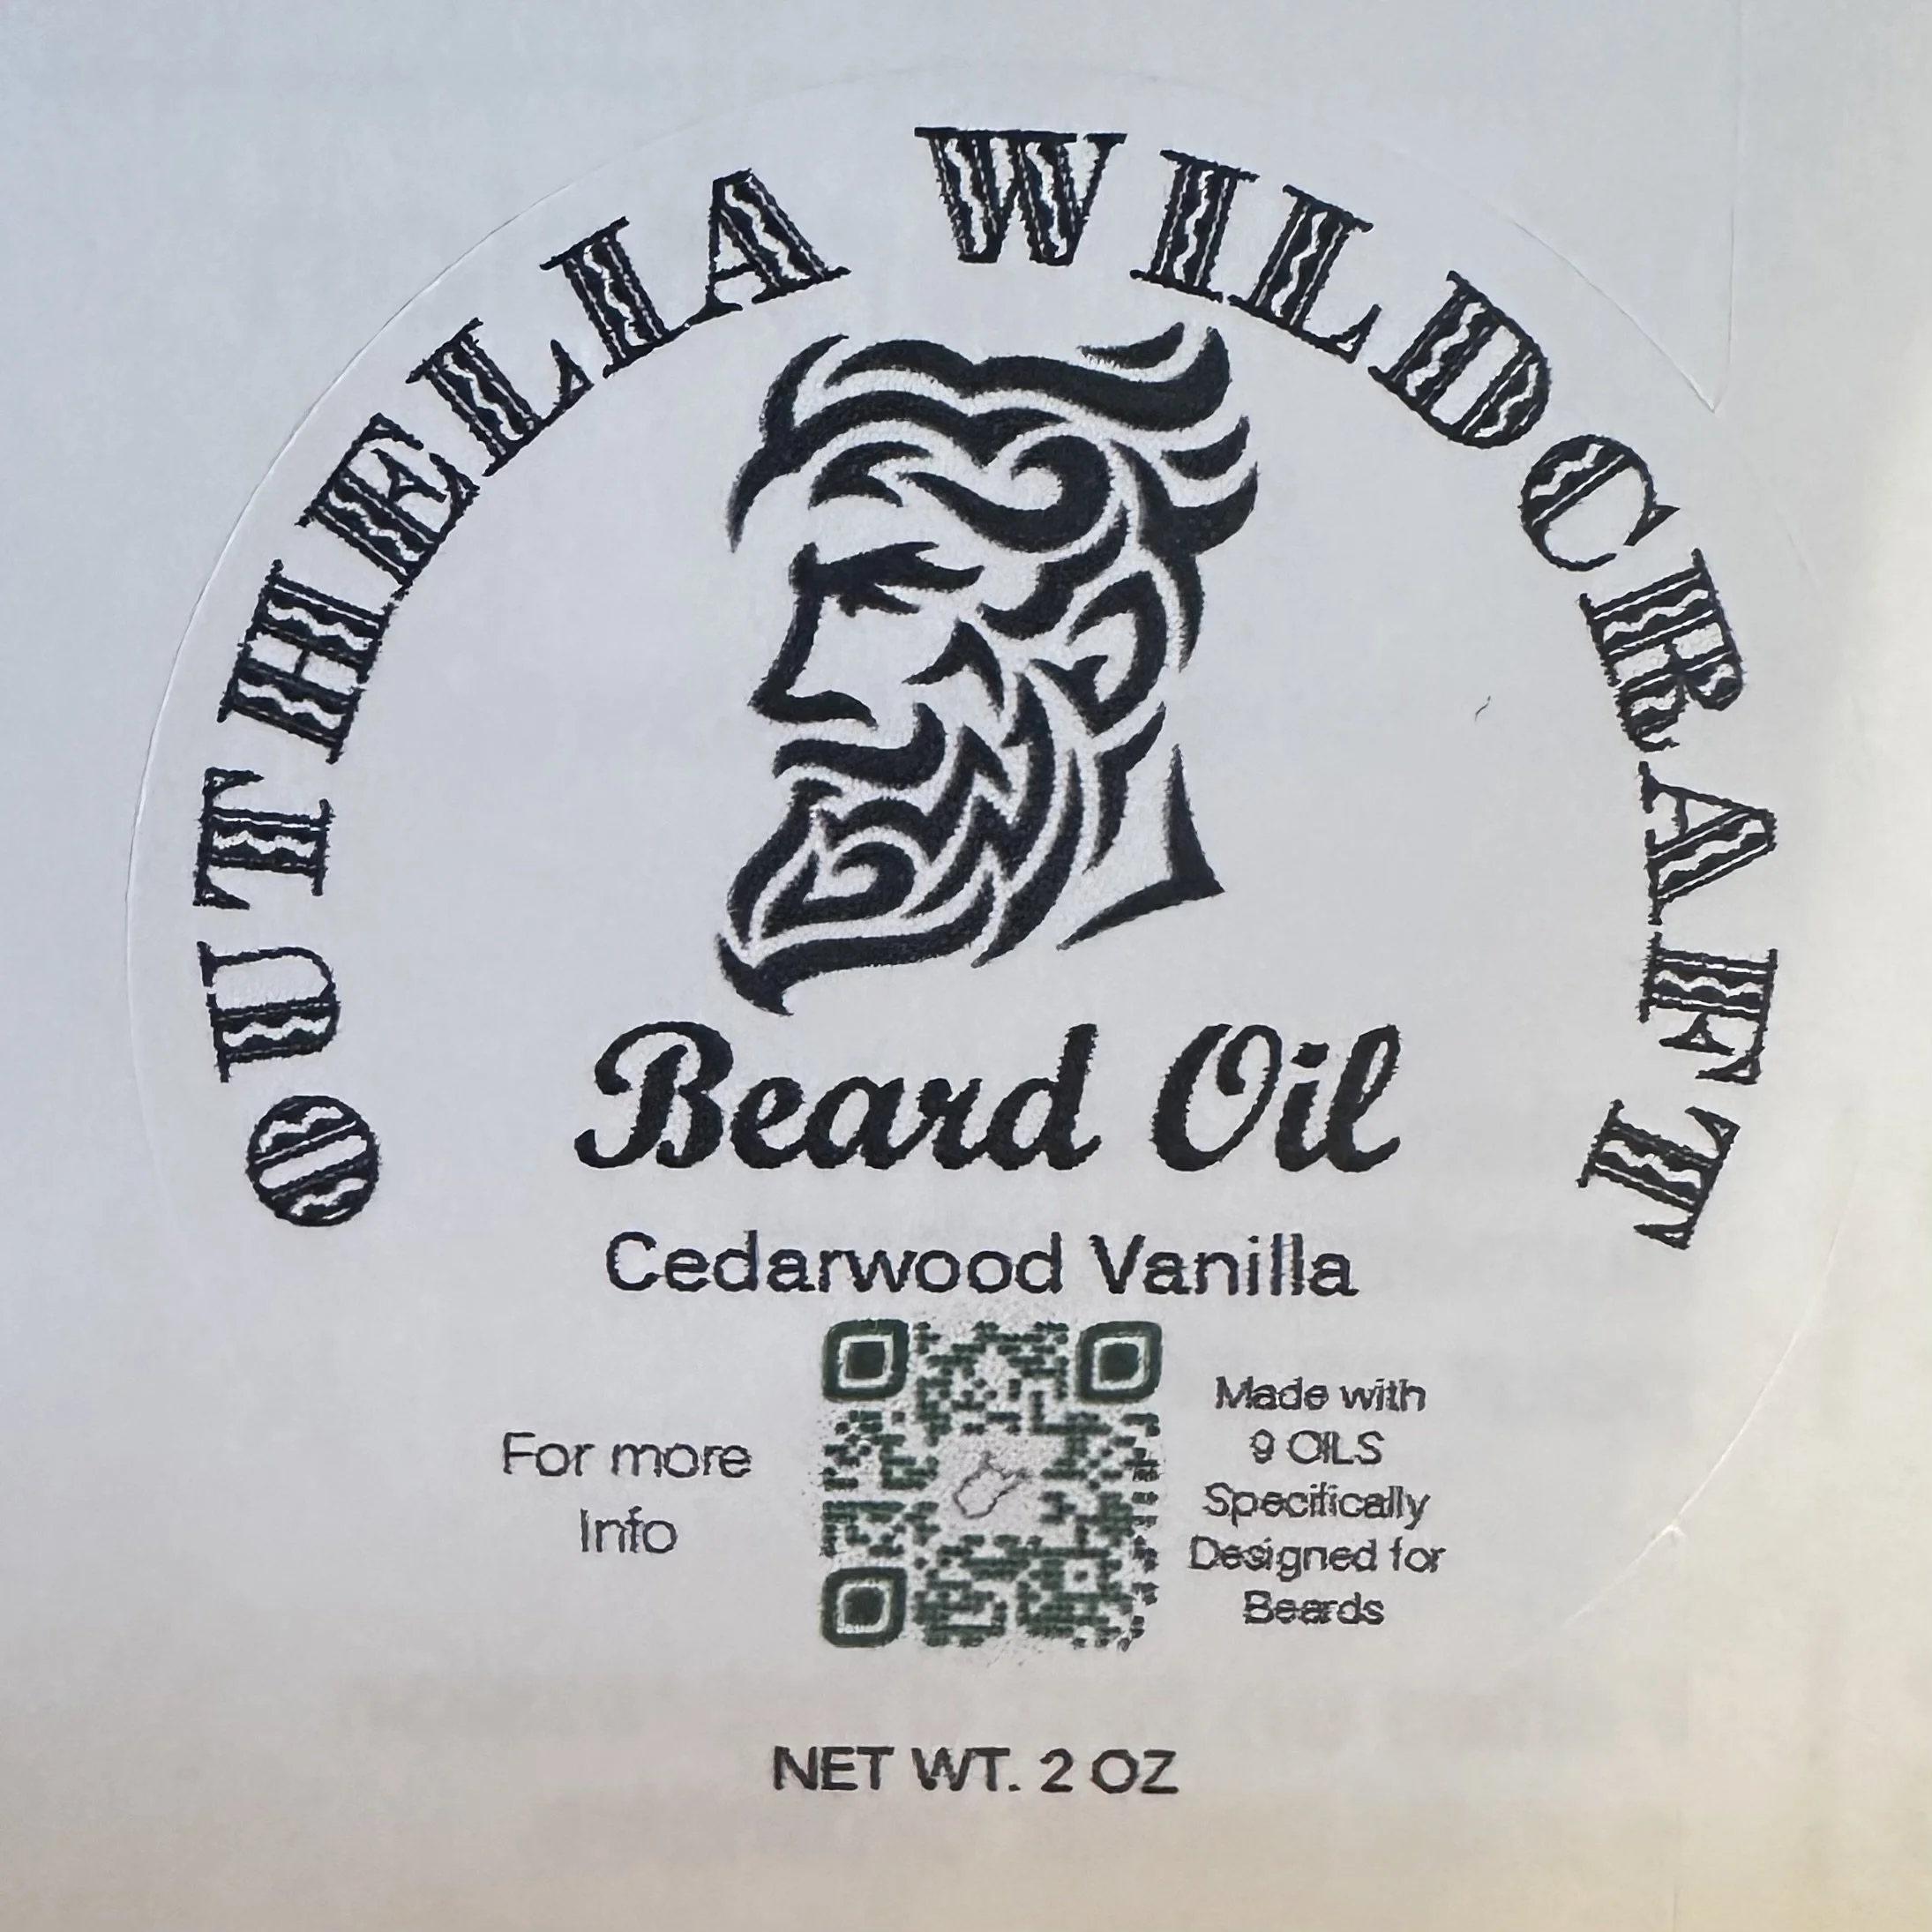 OUTHELIA WILDCRAFT
Beard Oil
Cedarwood Vanilla
For more
Info
Made with
9 OILS
Specifically
Designed for
Beards
NET WT. 2 OZ